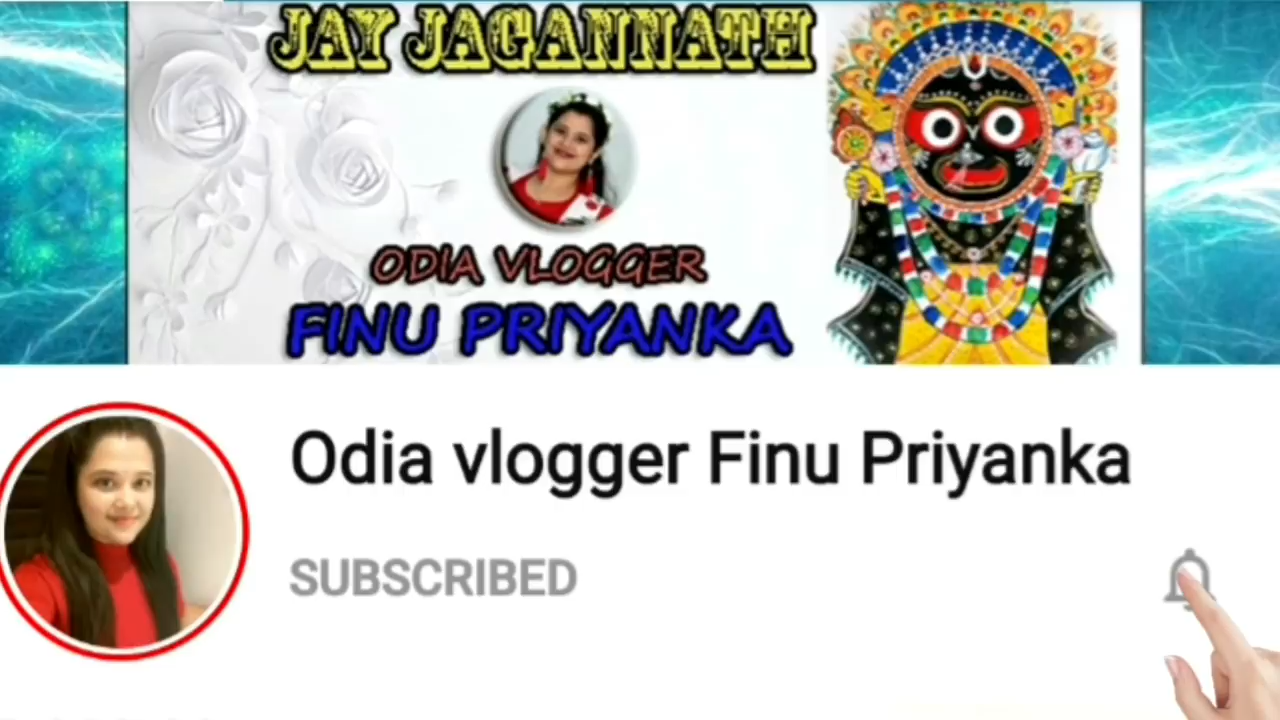 JAY JAGANNATH
ODIA VLOGGER
FINU PRIYANKA
Odia vlogger Finu Priyanka
SUBSCRIBED